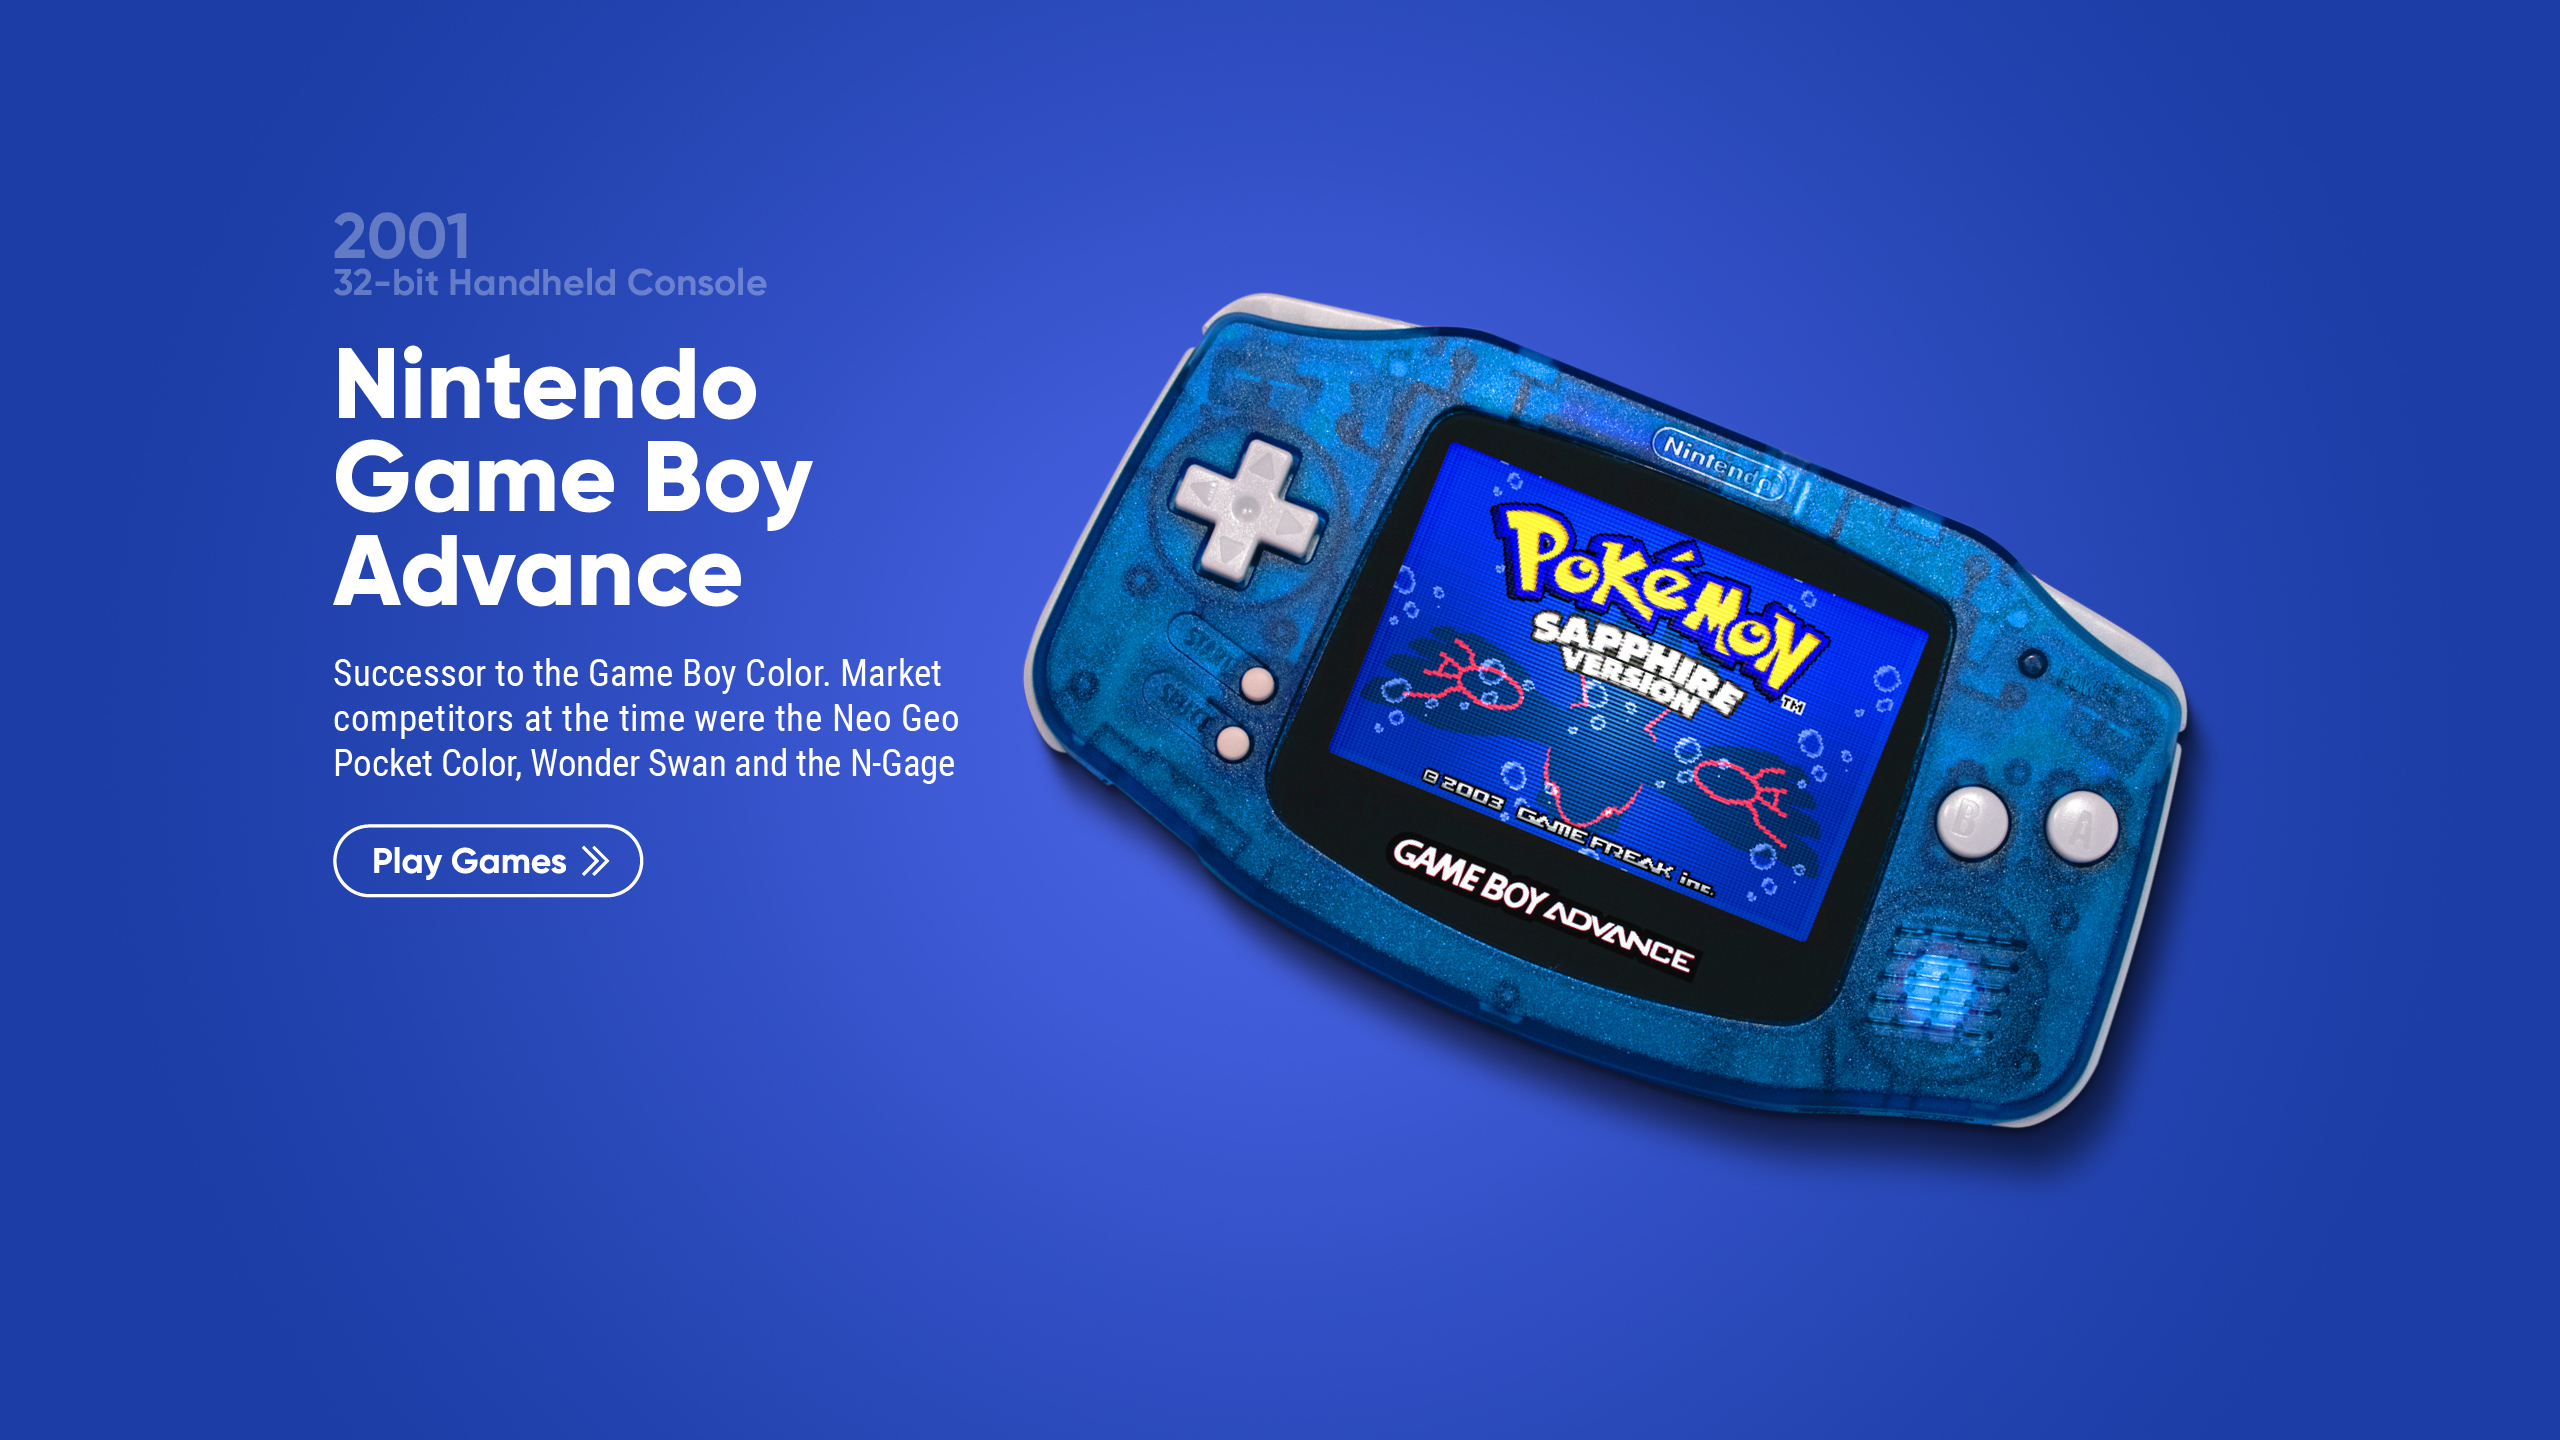 2001
32-bit Handheld Console
Nintendo
Game Boy
Advance
Successor to the Game Boy Color. Market
competitors at the time were the Neo Geo
Pocket Color, Wonder Swan and the N-Gage
Play Games
Nintendo
POKéMON
SAPPHIRE
VERSION
TM
© 2003 GAME FREAK inc.
GAME BOY ADVANCE
START
SELECT
POWER
B
A